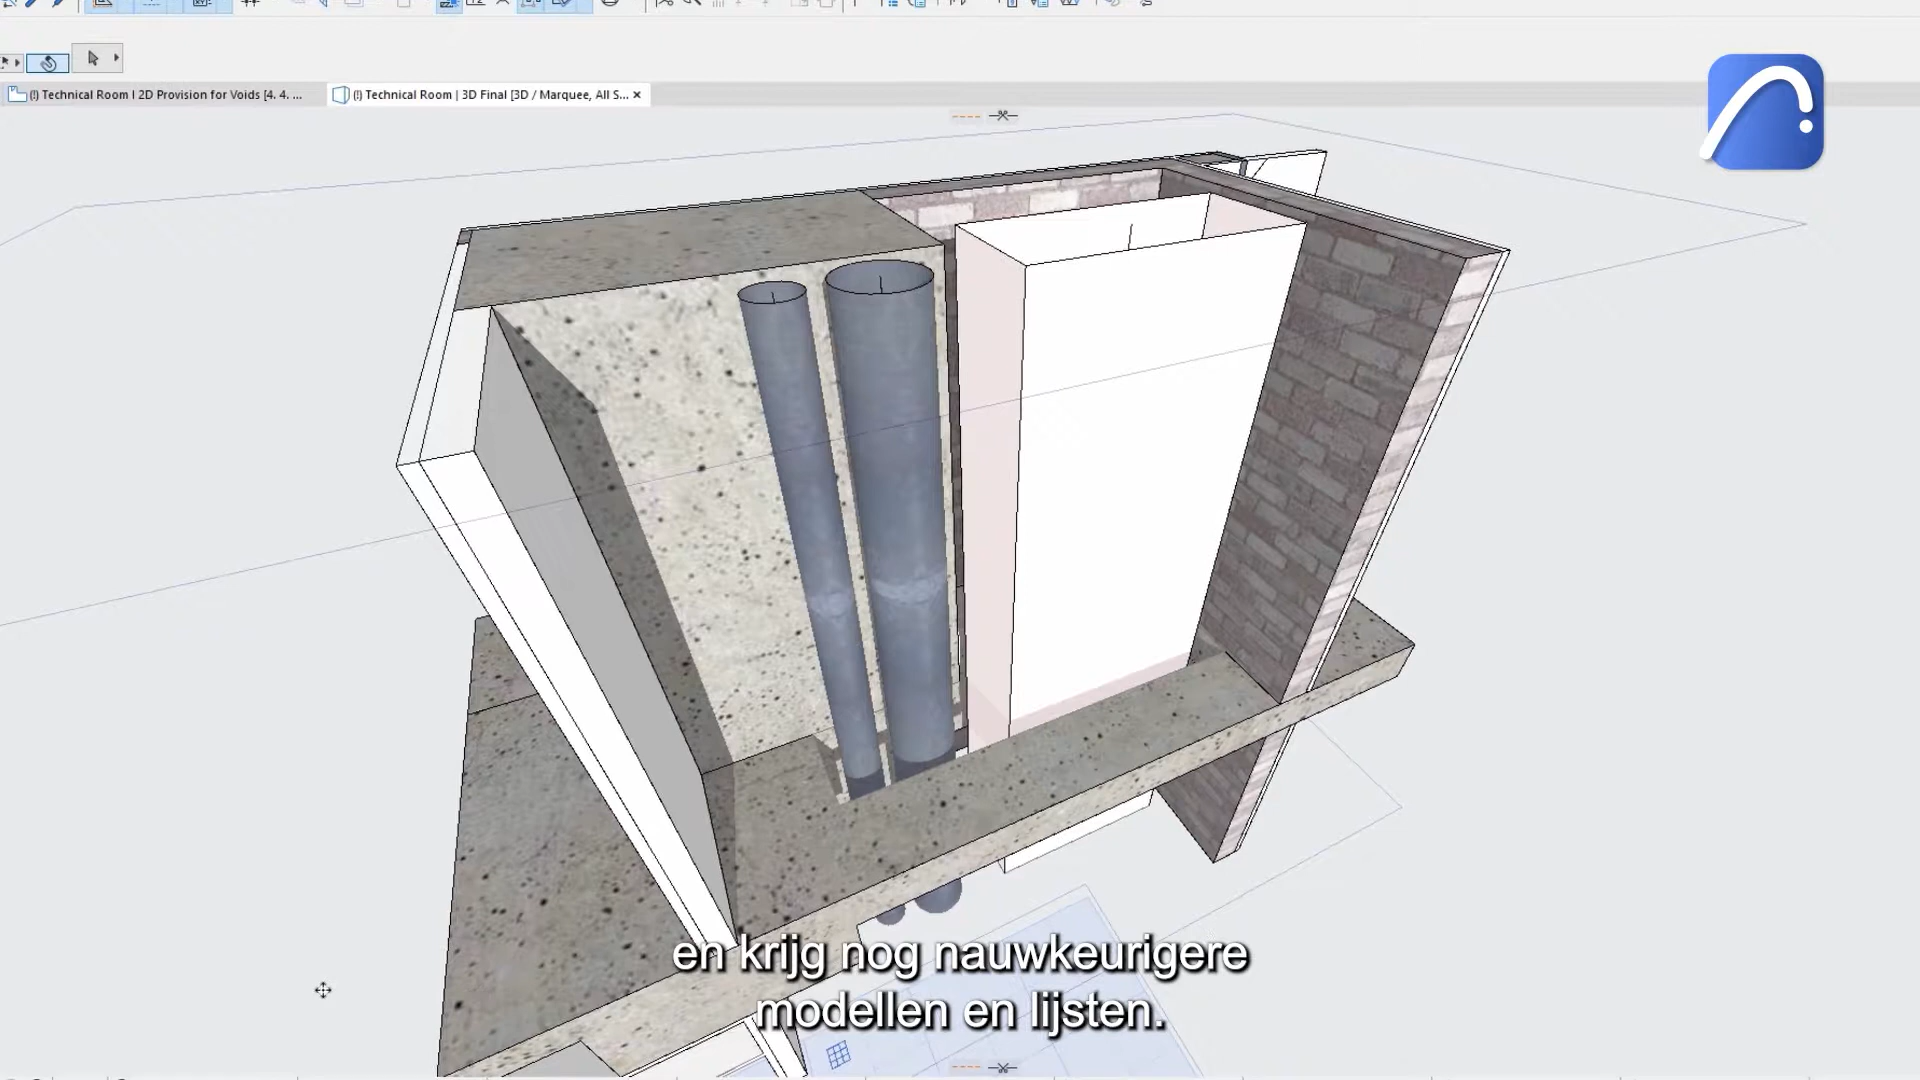 (!) Technical Room I 2D Provision for Voids [4. 4. ...
(!) Technical Room | 3D Final [3D / Marquee, All S...
en krijg nog nauwkeurigere
modellen en lijsten.